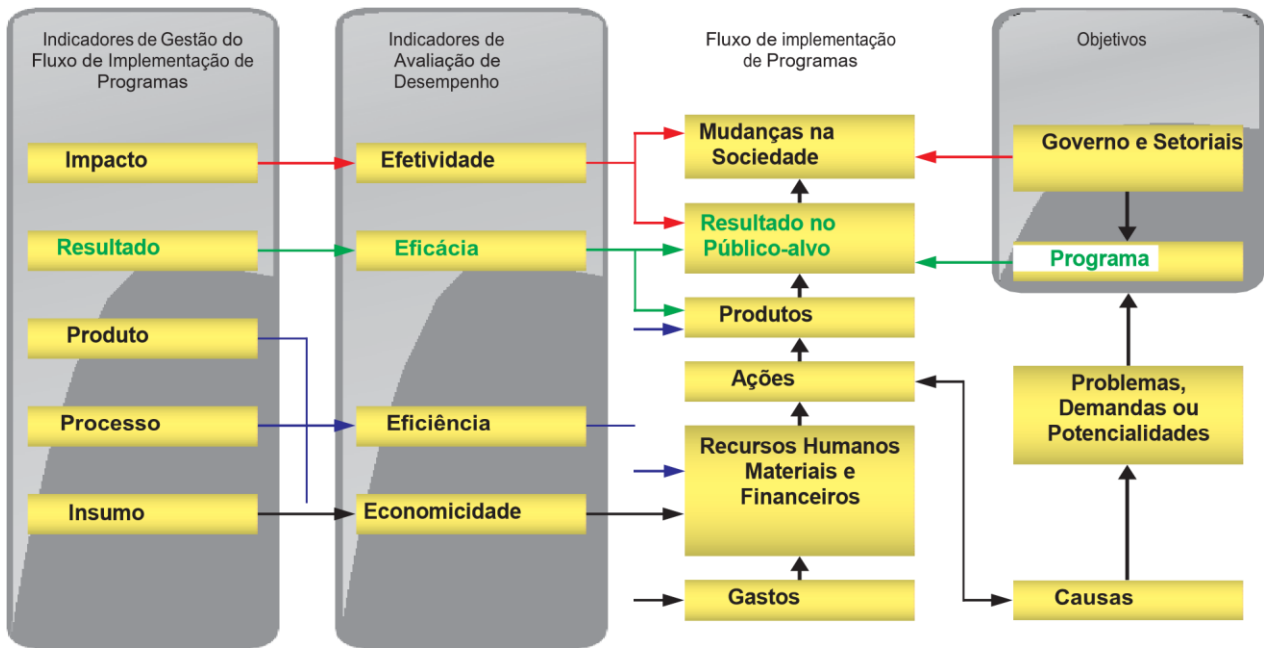 Indicadores de Gestão do
Fluxo de Implementação de
Programas
Impacto
Resultado
Produto
Processo
Insumo
Indicadores de
Avaliação de
Desempenho
Efetividade
Eficácia
Eficiência
Economicidade
Fluxo de implementação
de Programas
Mudanças na
Sociedade
Resultado no
Público-alvo
Produtos
Ações
Recursos Humanos
Materiais e
Financeiros
Gastos
Objetivos
Governo e Setoriais
Programa
Problemas,
Demandas ou
Potencialidades
Causas